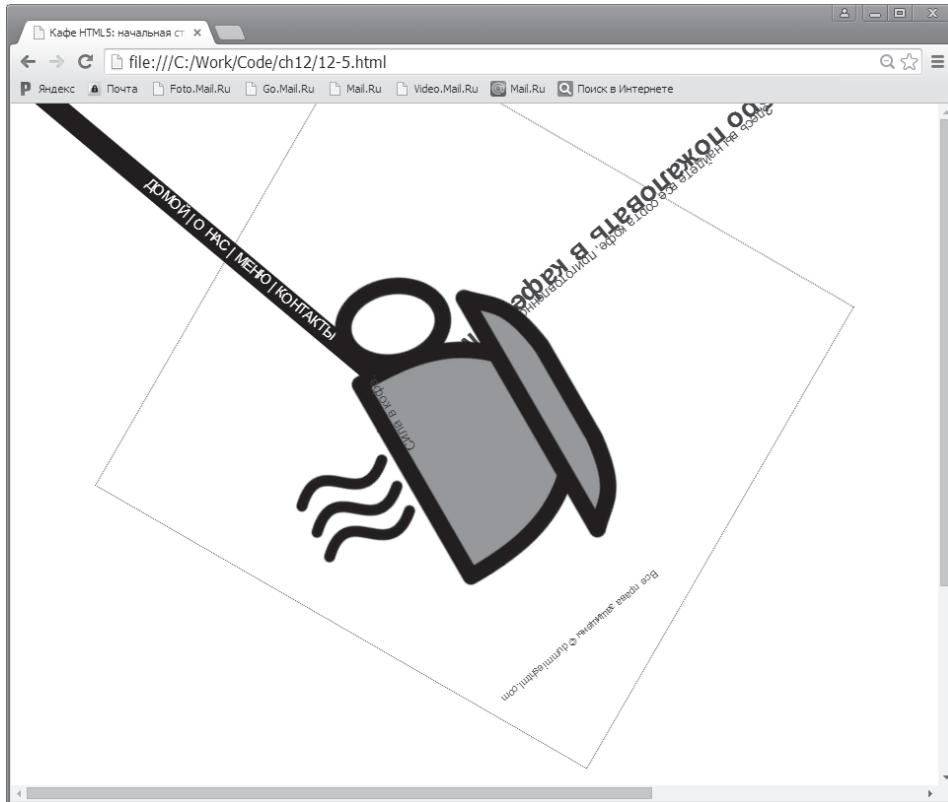 Кафе HTML5: начальная ст
file:///C:/Work/Code/ch12/12-5.html
Яндекс Почта Foto.Mail.Ru Go.Mail.Ru Mail.Ru Video.Mail.Ru Mail.Ru Поиск в Интернете
ДОМОЙ | О НАС | МЕНЮ | КОНТАКТЫ
бро пожаловать в кафе
Здесь вы найдете все сорта кофе, приготовленно
Сила в кофе
Все права защищены © dummieshtml.com